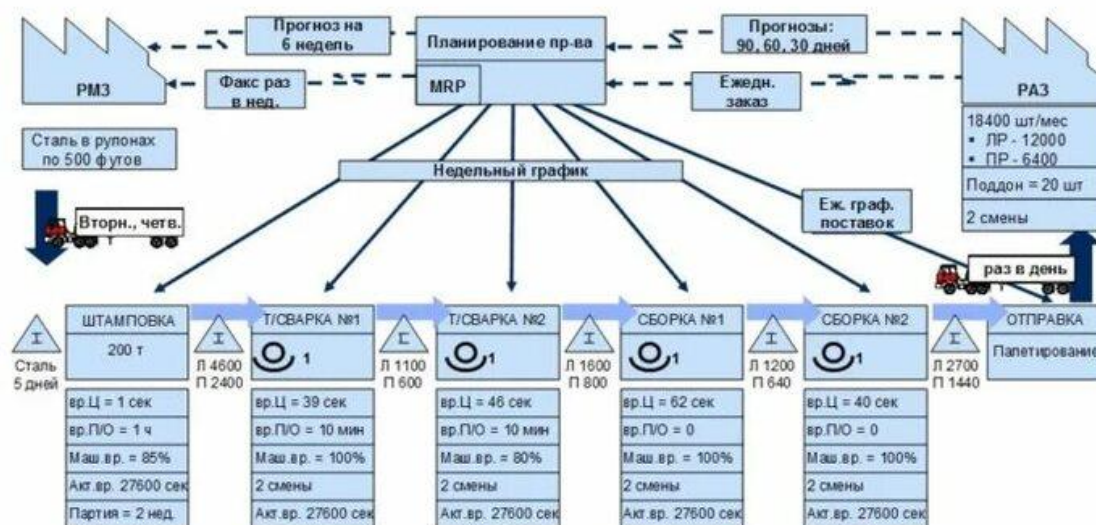 Прогноз на
6 недель
Планирование пр-ва
Прогнозы:
90, 60, 30 дней
РМЗ
Факс раз
в нед.
MRP
Ежедн.
заказ
РАЗ
Сталь в рулонах
по 500 футов
18400 шт/мес
▪ ЛР - 12000
▪ ПР - 6400
Недельный график
Поддон = 20 шт
Вторн., четв.
Еж. граф.
поставок
2 смены
раз в день
I
Сталь
5 дней
ШТАМПОВКА
200 т
I
Л 4600
П 2400
Т/СВАРКА №1
1
I
Л 1100
П 600
Т/СВАРКА №2
1
I
Л 1600
П 800
СБОРКА №1
1
I
Л 1200
П 640
СБОРКА №2
1
I
Л 2700
П 1440
ОТПРАВКА
Папетирование
вр.Ц = 1 сек
вр.П/О = 1 ч
Маш.вр. = 85%
Акт.вр. 27600 сек
Партия = 2 нед.
вр.Ц = 39 сек
вр.П/О = 10 мин
Маш.вр. = 100%
2 смены
Акт.вр. 27600 сек
вр.Ц = 46 сек
вр.П/О = 10 мин
Маш.вр. = 80%
2 смены
Акт.вр. 27600 сек
вр.Ц = 62 сек
вр.П/О = 0
Маш.вр. = 100%
2 смены
Акт.вр. 27600 сек
вр.Ц = 40 сек
вр.П/О = 0
Маш.вр. = 100%
2 смены
Акт.вр. 27600 сек